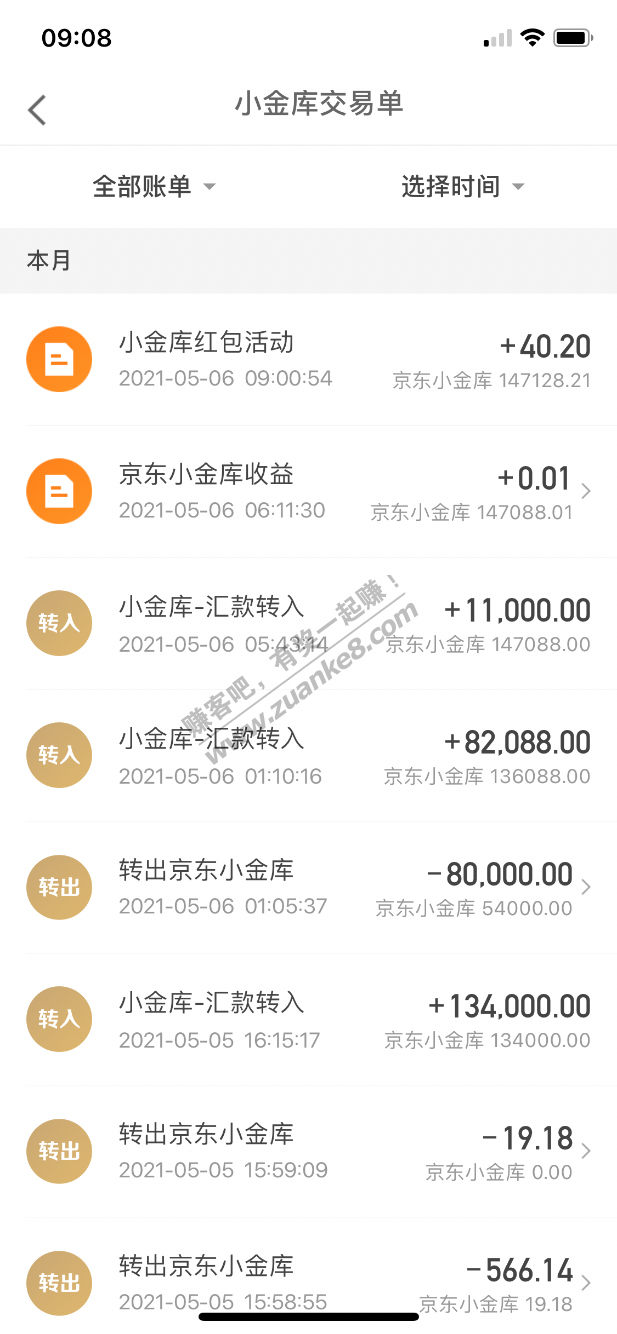 09:08
小金库交易单
全部账单 选择时间
本月
小金库红包活动 +40.20
2021-05-06 09:00:54 京东小金库 147128.21
京东小金库收益 +0.01
2021-05-06 06:11:30 京东小金库 147088.01
转入 小金库-汇款转入 +11,000.00
2021-05-06 05:43:14 京东小金库 147088.00
转入 小金库-汇款转入 +82,088.00
2021-05-06 01:10:16 京东小金库 136088.00
转出 转出京东小金库 -80,000.00
2021-05-06 01:05:37 京东小金库 54000.00
转入 小金库-汇款转入 +134,000.00
2021-05-05 16:15:17 京东小金库 134000.00
转出 转出京东小金库 -19.18
2021-05-05 15:59:09 京东小金库 0.00
转出 转出京东小金库 -566.14
2021-05-05 15:58:55 京东小金库 19.18
赚客吧，有奖一起赚！
www.zuanke8.com